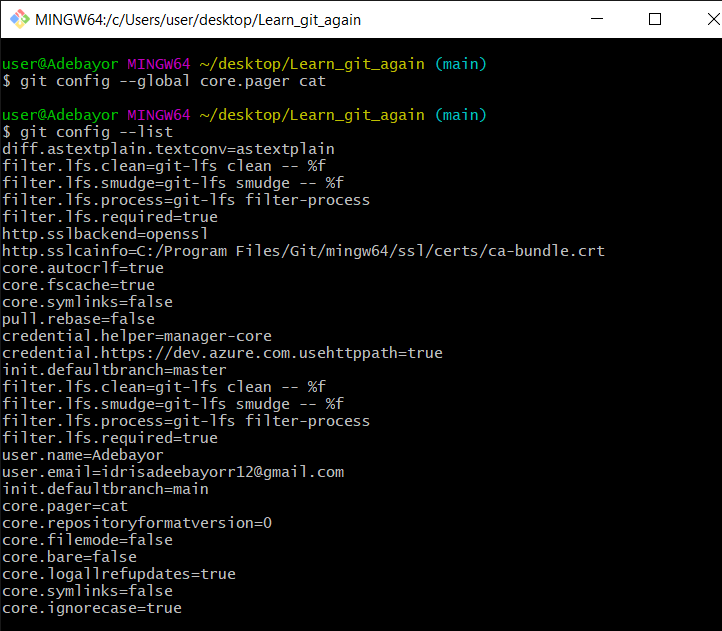 MINGW64:/c/Users/user/desktop/Learn_git_again
user@Adebayor MINGW64 ~/desktop/Learn_git_again (main)
$ git config --global core.pager cat
user@Adebayor MINGW64 ~/desktop/Learn_git_again (main)
$ git config --list
diff.astextplain.textconv=astextplain
filter.lfs.clean=git-lfs clean -- %f
filter.lfs.smudge=git-lfs smudge -- %f
filter.lfs.process=git-lfs filter-process
filter.lfs.required=true
http.sslbackend=openssl
http.sslcainfo=C:/Program Files/Git/mingw64/ssl/certs/ca-bundle.crt
core.autocrlf=true
core.fscache=true
core.symlinks=false
pull.rebase=false
credential.helper=manager-core
credential.https://dev.azure.com.usehttppath=true
init.defaultbranch=master
filter.lfs.clean=git-lfs clean -- %f
filter.lfs.smudge=git-lfs smudge -- %f
filter.lfs.process=git-lfs filter-process
filter.lfs.required=true
user.name=Adebayor
user.email=idrisadeebayorr12@gmail.com
init.defaultbranch=main
core.pager=cat
core.repositoryformatversion=0
core.filemode=false
core.bare=false
core.logallrefupdates=true
core.symlinks=false
core.ignorecase=true